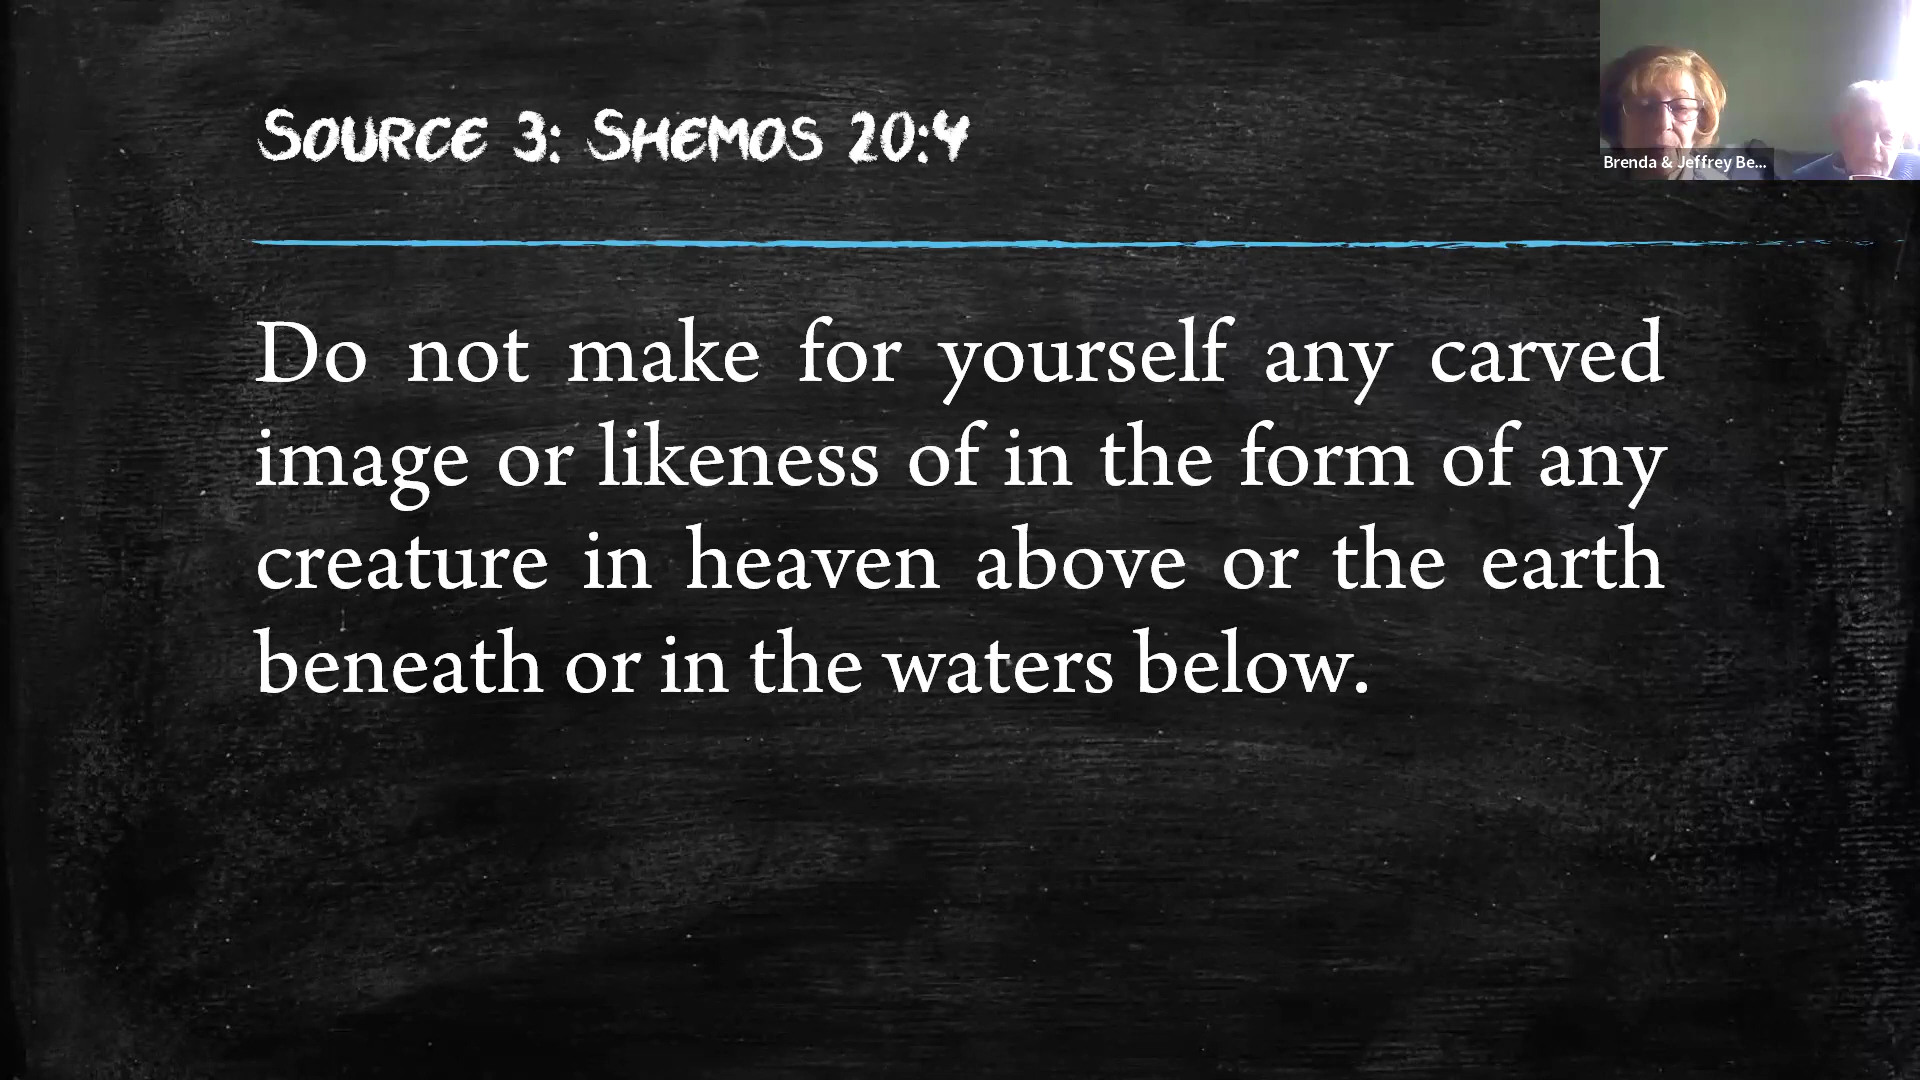 Source 3: Shemos 20:4
Brenda & Jeffrey Be...
Do not make for yourself any carved
image or likeness of in the form of any
creature in heaven above or the earth
beneath or in the waters below.